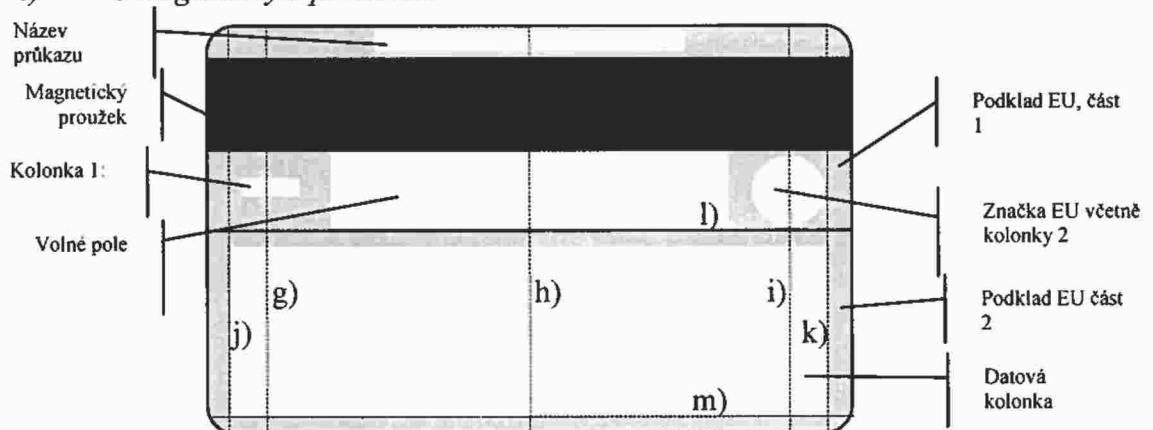 Název
průkazu
Magnetický
proužek
Kolonka 1:
Volné pole
Podklad EU, část
1
Značka EU včetně
kolonky 2
Podklad EU část
2
Datová
kolonka
l)
g)
h)
i)
j)
k)
m)